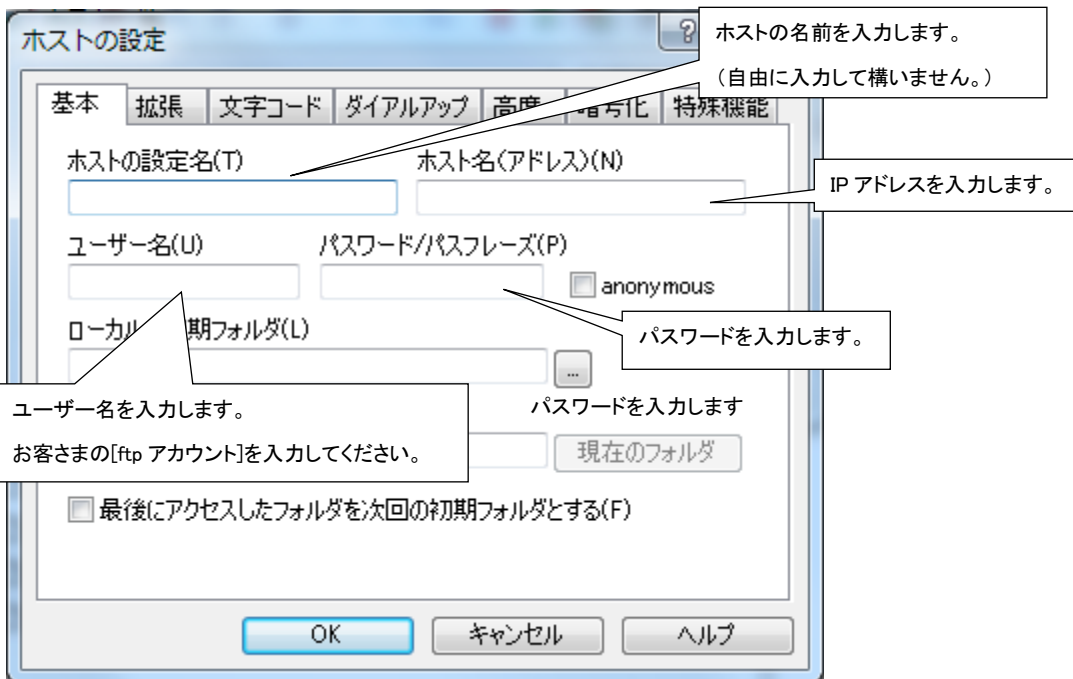 ホストの設定
ホストの名前を入力します。
（自由に入力して構いません。）
基本 拡張 文字コード ダイアルアップ 高度 暗号化 特殊機能
ホストの設定名(T) ホスト名(アドレス)(N)
IP アドレスを入力します。
ユーザー名(U) パスワード/パスフレーズ(P)
anonymous
ローカル 期フォルダ(L)
パスワードを入力します。
...
ユーザー名を入力します。
お客さまの[ftp アカウント]を入力してください。
パスワードを入力します
現在のフォルダ
最後にアクセスしたフォルダを次回の初期フォルダとする(F)
OK キャンセル ヘルプ